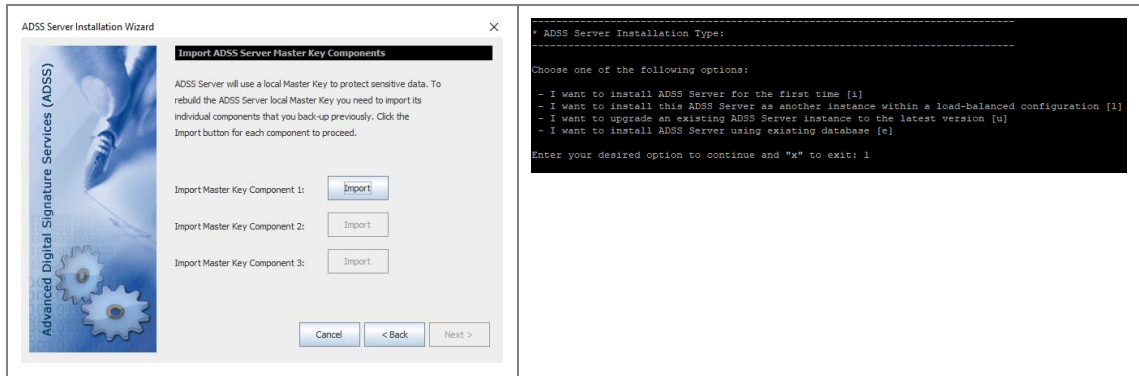 ADSS Server Installation Wizard
Advanced Digital Signature Services (ADSS)
Import ADSS Server Master Key Components
ADSS Server will use a local Master Key to protect sensitive data. To
rebuild the ADSS Server local Master Key you need to import its
individual components that you back-up previously. Click the
Import button for each component to proceed.
Import Master Key Component 1: Import
Import Master Key Component 2: Import
Import Master Key Component 3: Import
Cancel < Back Next >
--------------------------------------------------------------------
* ADSS Server Installation Type:
--------------------------------------------------------------------
Choose one of the following options:
- I want to install ADSS Server for the first time [i]
- I want to install this ADSS Server as another instance within a load-balanced configuration [l]
- I want to upgrade an existing ADSS Server instance to the latest version [u]
- I want to install ADSS Server using existing database [e]
Enter your desired option to continue and "x" to exit: l